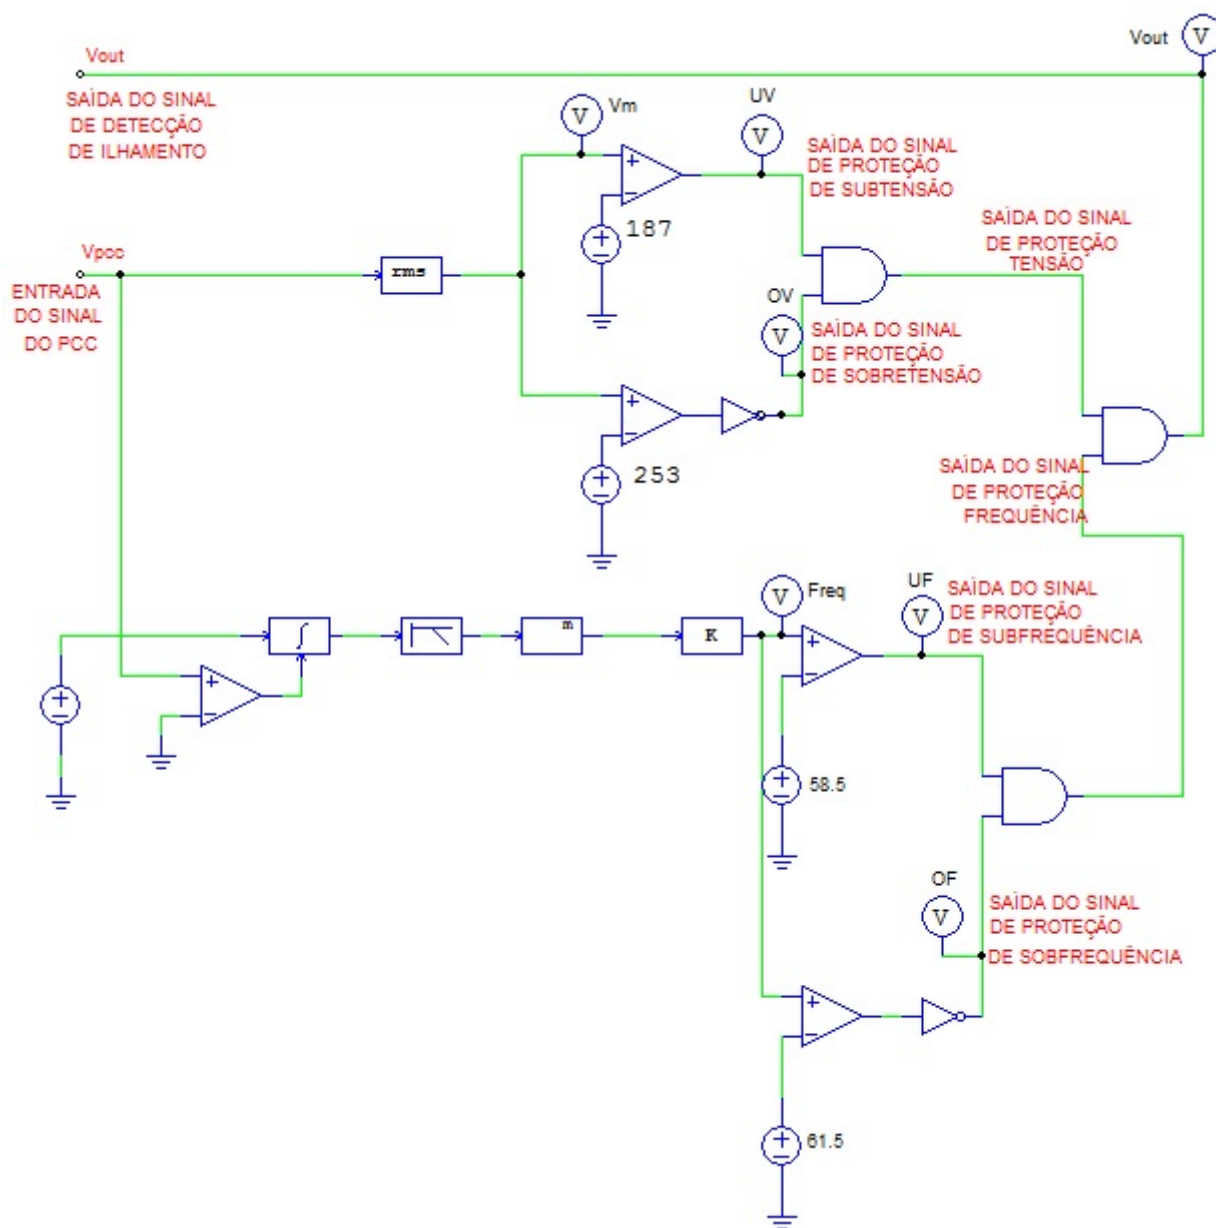 Vout
V
Vout
SAÍDA DO SINAL
DE DETECÇÃO
DE ILHAMENTO
V
Vm
UV
V
SAÍDA DO SINAL
DE PROTEÇÃO
DE SUBTENSÃO
187
SAÍDA DO SINAL
DE PROTEÇÃO
TENSÃO
Vpcc
rms
ENTRADA
DO SINAL
DO PCC
OV
V
SAÍDA DO SINAL
DE PROTEÇÃO
DE SOBRETENSÃO
253
SAÍDA DO SINAL
DE PROTEÇÃO
FREQUÊNCIA
V
Freq
UF
V
SAÍDA DO SINAL
DE PROTEÇÃO
DE SUBFREQUÊNCIA
∫
m
K
58.5
OF
V
SAÍDA DO SINAL
DE PROTEÇÃO
DE SOBFREQUÊNCIA
61.5